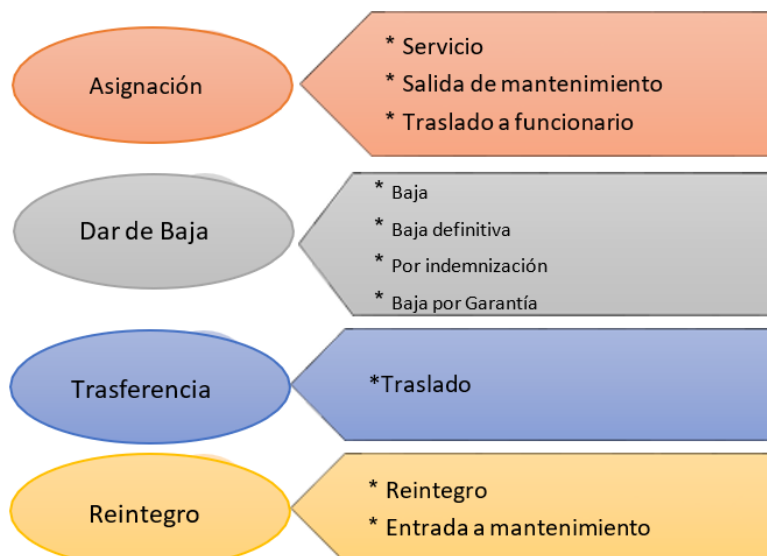 Asignación
* Servicio
* Salida de mantenimiento
* Traslado a funcionario
Dar de Baja
* Baja
* Baja definitiva
* Por indemnización
* Baja por Garantía
Trasferencia
*Traslado
Reintegro
* Reintegro
* Entrada a mantenimiento